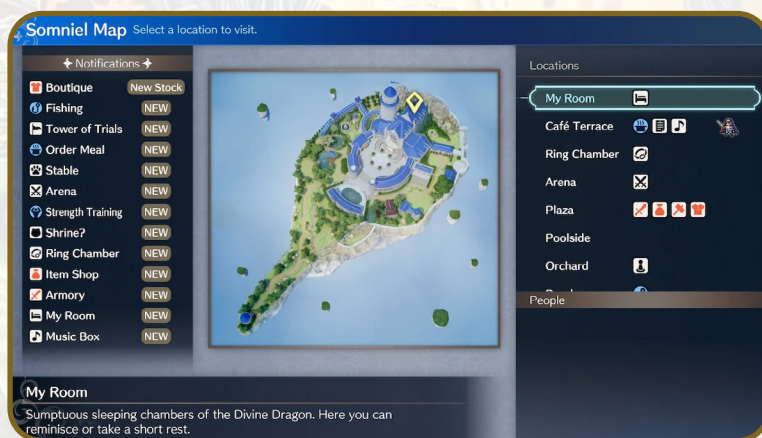 Somniel Map Select a location to visit.
Notifications
Boutique New Stock
Fishing NEW
Tower of Trials NEW
Order Meal NEW
Stable NEW
Arena NEW
Strength Training NEW
Shrine? NEW
Ring Chamber NEW
Item Shop NEW
Armory NEW
My Room NEW
Music Box NEW
Locations
My Room
Café Terrace
Ring Chamber
Arena
Plaza
Poolside
Orchard
People
My Room
Sumptuous sleeping chambers of the Divine Dragon. Here you can
reminisce or take a short rest.